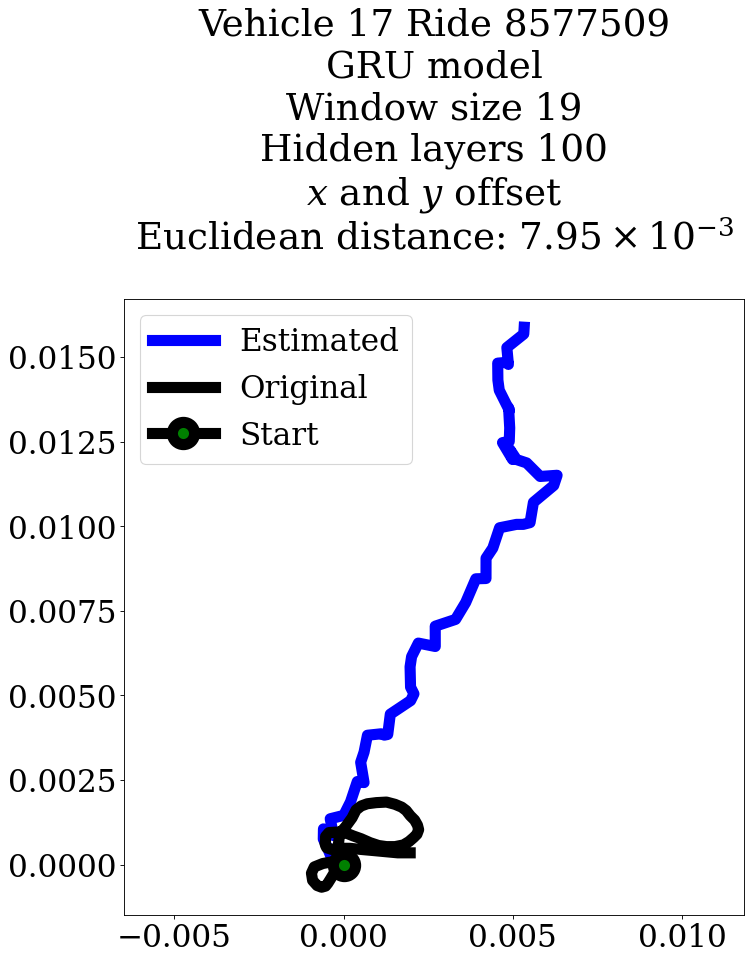 Vehicle 17 Ride 8577509
GRU model
Window size 19
Hidden layers 100
x and y offset
Euclidean distance: 7.95 × 10⁻³
Estimated
Original
Start
0.0150
0.0125
0.0100
0.0075
0.0050
0.0025
0.0000
−0.005 0.000 0.005 0.010